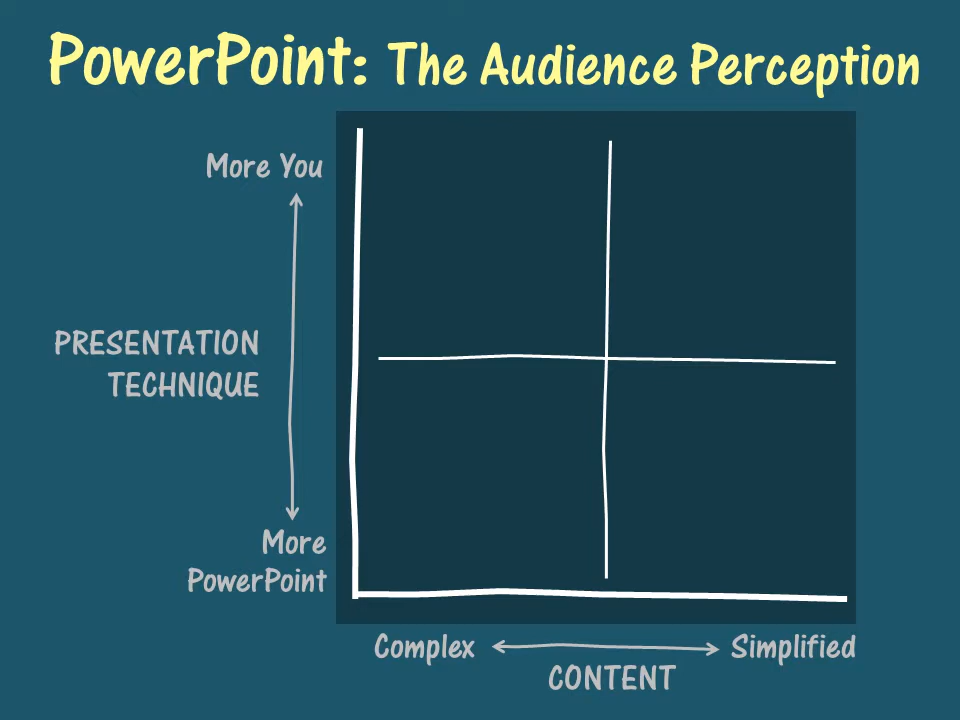 PowerPoint: The Audience Perception
More You
PRESENTATION
TECHNIQUE
More
PowerPoint
Complex
Simplified
CONTENT